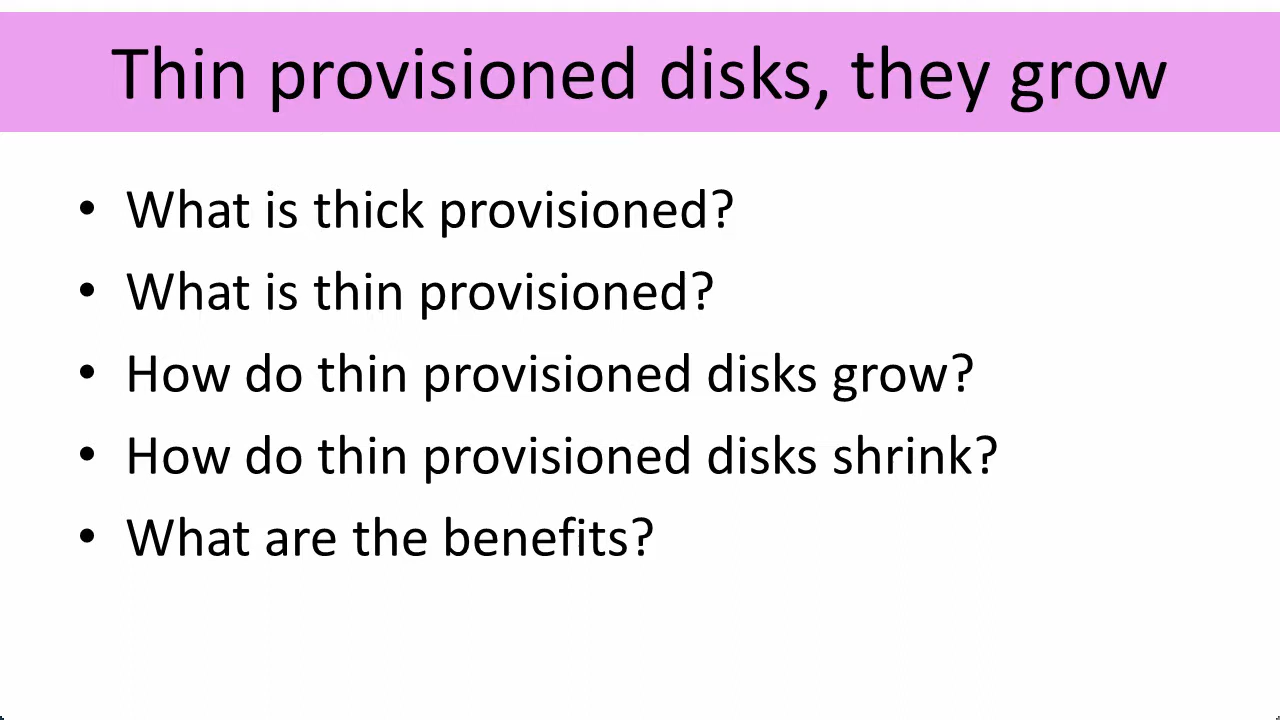 Thin provisioned disks, they grow
• What is thick provisioned?
• What is thin provisioned?
• How do thin provisioned disks grow?
• How do thin provisioned disks shrink?
• What are the benefits?